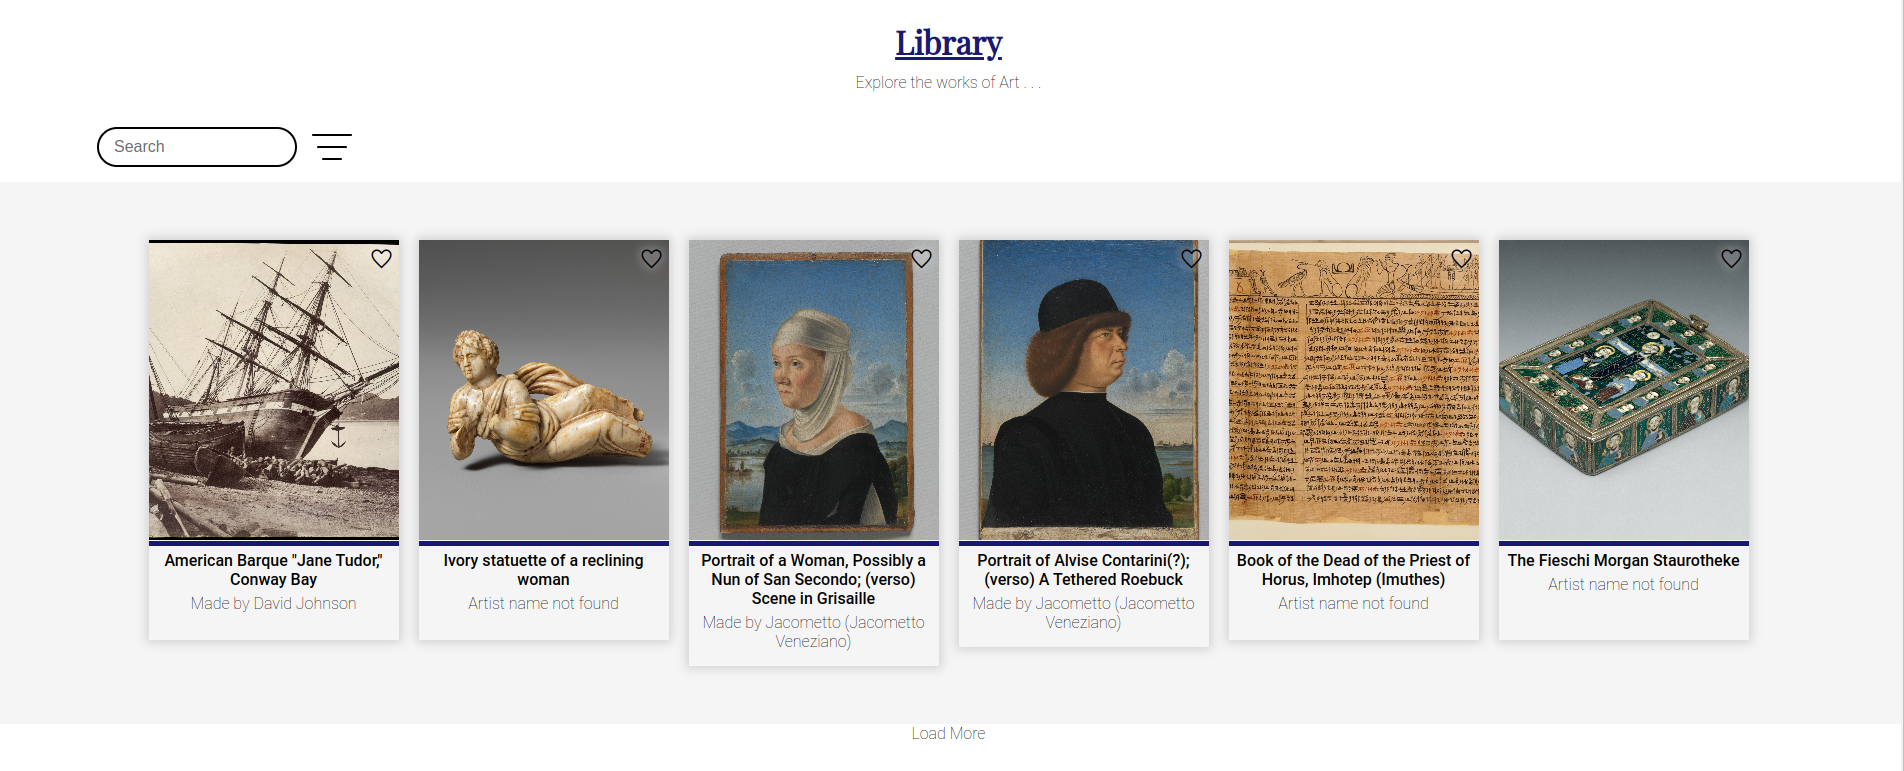 Library
Explore the works of Art . . .
Search
American Barque "Jane Tudor,"
Conway Bay
Made by David Johnson
Ivory statuette of a reclining
woman
Artist name not found
Portrait of a Woman, Possibly a
Nun of San Secondo; (verso)
Scene in Grisaille
Made by Jacometto (Jacometto
Veneziano)
Portrait of Alvise Contarini(?);
(verso) A Tethered Roebuck
Made by Jacometto (Jacometto
Veneziano)
Book of the Dead of the Priest of
Horus, Imhotep (Imuthes)
Artist name not found
The Fieschi Morgan Staurotheke
Artist name not found
Load More